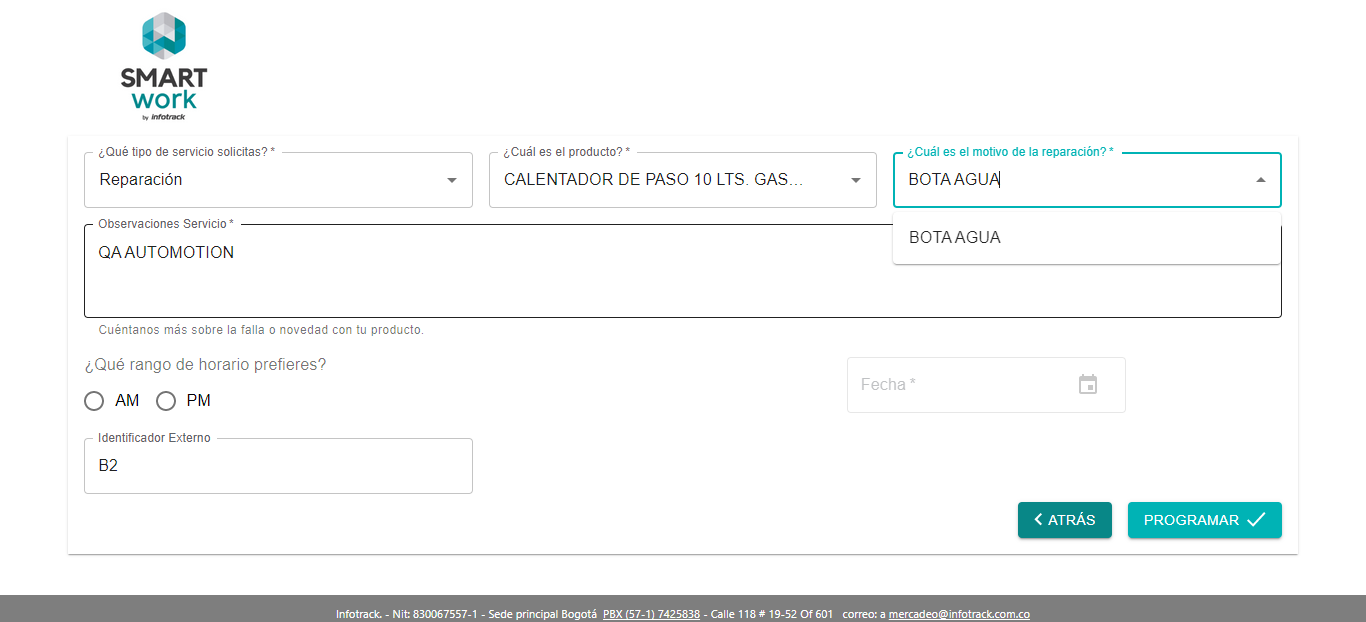 SMART
work
by infotrack
¿Qué tipo de servicio solicitas? *
Reparación
¿Cuál es el producto? *
CALENTADOR DE PASO 10 LTS. GAS...
¿Cuál es el motivo de la reparación? *
BOTA AGUA
BOTA AGUA
Observaciones Servicio *
QA AUTOMOTION
Cuéntanos más sobre la falla o novedad con tu producto.
¿Qué rango de horario prefieres?
AM PM
Fecha *
Identificador Externo
B2
ATRÁS
PROGRAMAR
Infotrack. - Nit: 830067557-1 - Sede principal Bogotá PBX (57-1) 7425838 - Calle 118 # 19-52 Of 601 correo: a mercadeo@infotrack.com.co